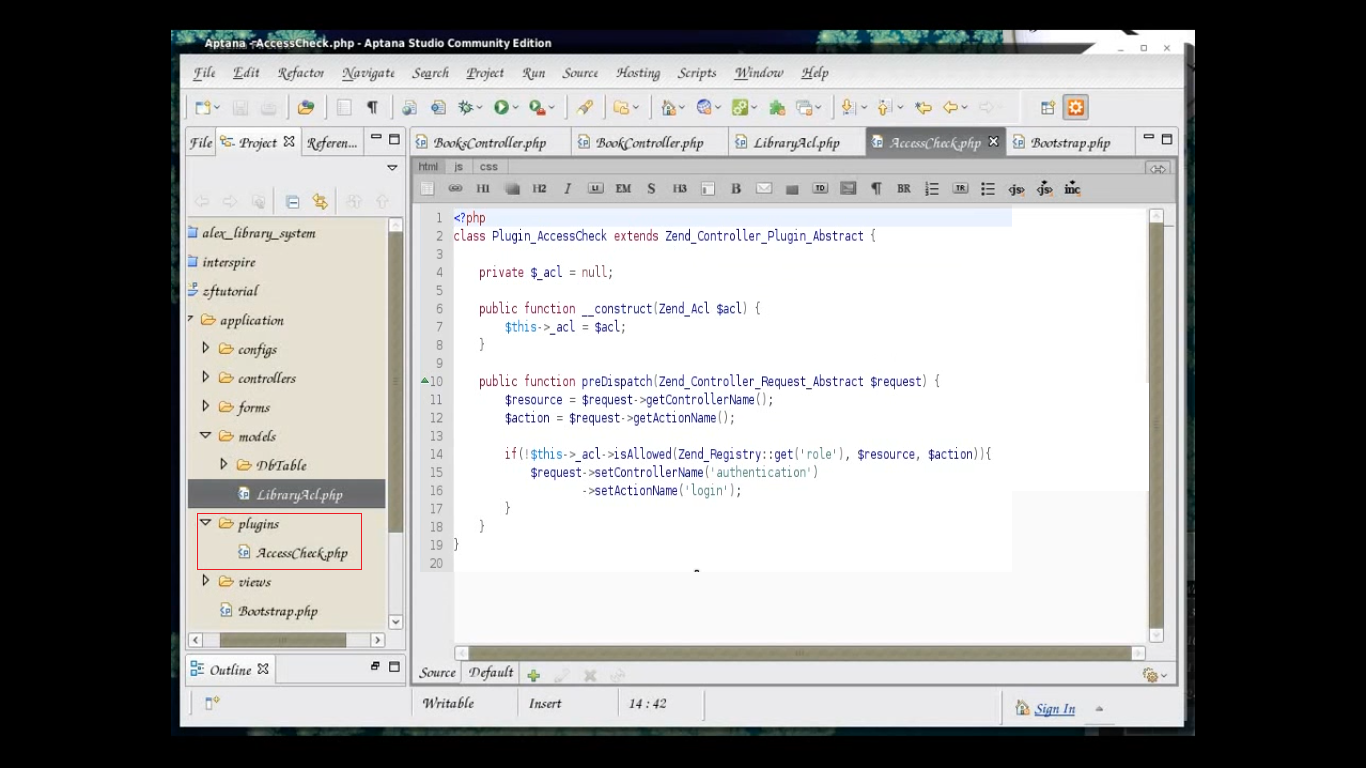 Aptana - AccessCheck.php - Aptana Studio Community Edition
File Edit Refactor Navigate Search Project Run Source Hosting Scripts Window Help
File Project Referen...
BooksController.php BookController.php LibraryAcl.php AccessCheck.php Bootstrap.php
html js css
H1 H2 I LI EM S H3 B TD ¶ BR TR js js inc
alex_library_system
interspire
zftutorial
application
configs
controllers
forms
models
DbTable
LibraryAcl.php
plugins
AccessCheck.php
views
Bootstrap.php
Outline
1 <?php
2 class Plugin_AccessCheck extends Zend_Controller_Plugin_Abstract {
3
4 private $_acl = null;
5
6 public function __construct(Zend_Acl $acl) {
7 $this->_acl = $acl;
8 }
9
10 public function preDispatch(Zend_Controller_Request_Abstract $request) {
11 $resource = $request->getControllerName();
12 $action = $request->getActionName();
13
14 if(!$this->_acl->isAllowed(Zend_Registry::get('role'), $resource, $action)){
15 $request->setControllerName('authentication')
16 ->setActionName('login');
17 }
18 }
19 }
20
Source Default
Writable Insert 14 : 42
Sign In